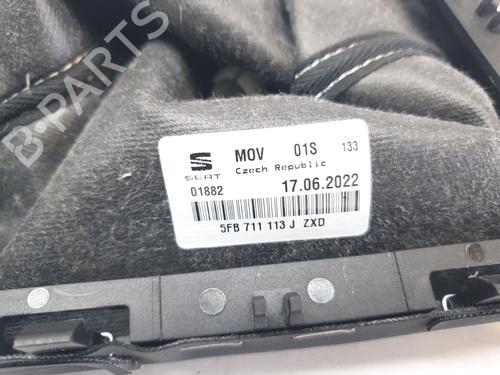 B-PARTS
MOV 01S 133
SEAT Czech Republic
01882 17.06.2022
5FB 711 113 J ZXD